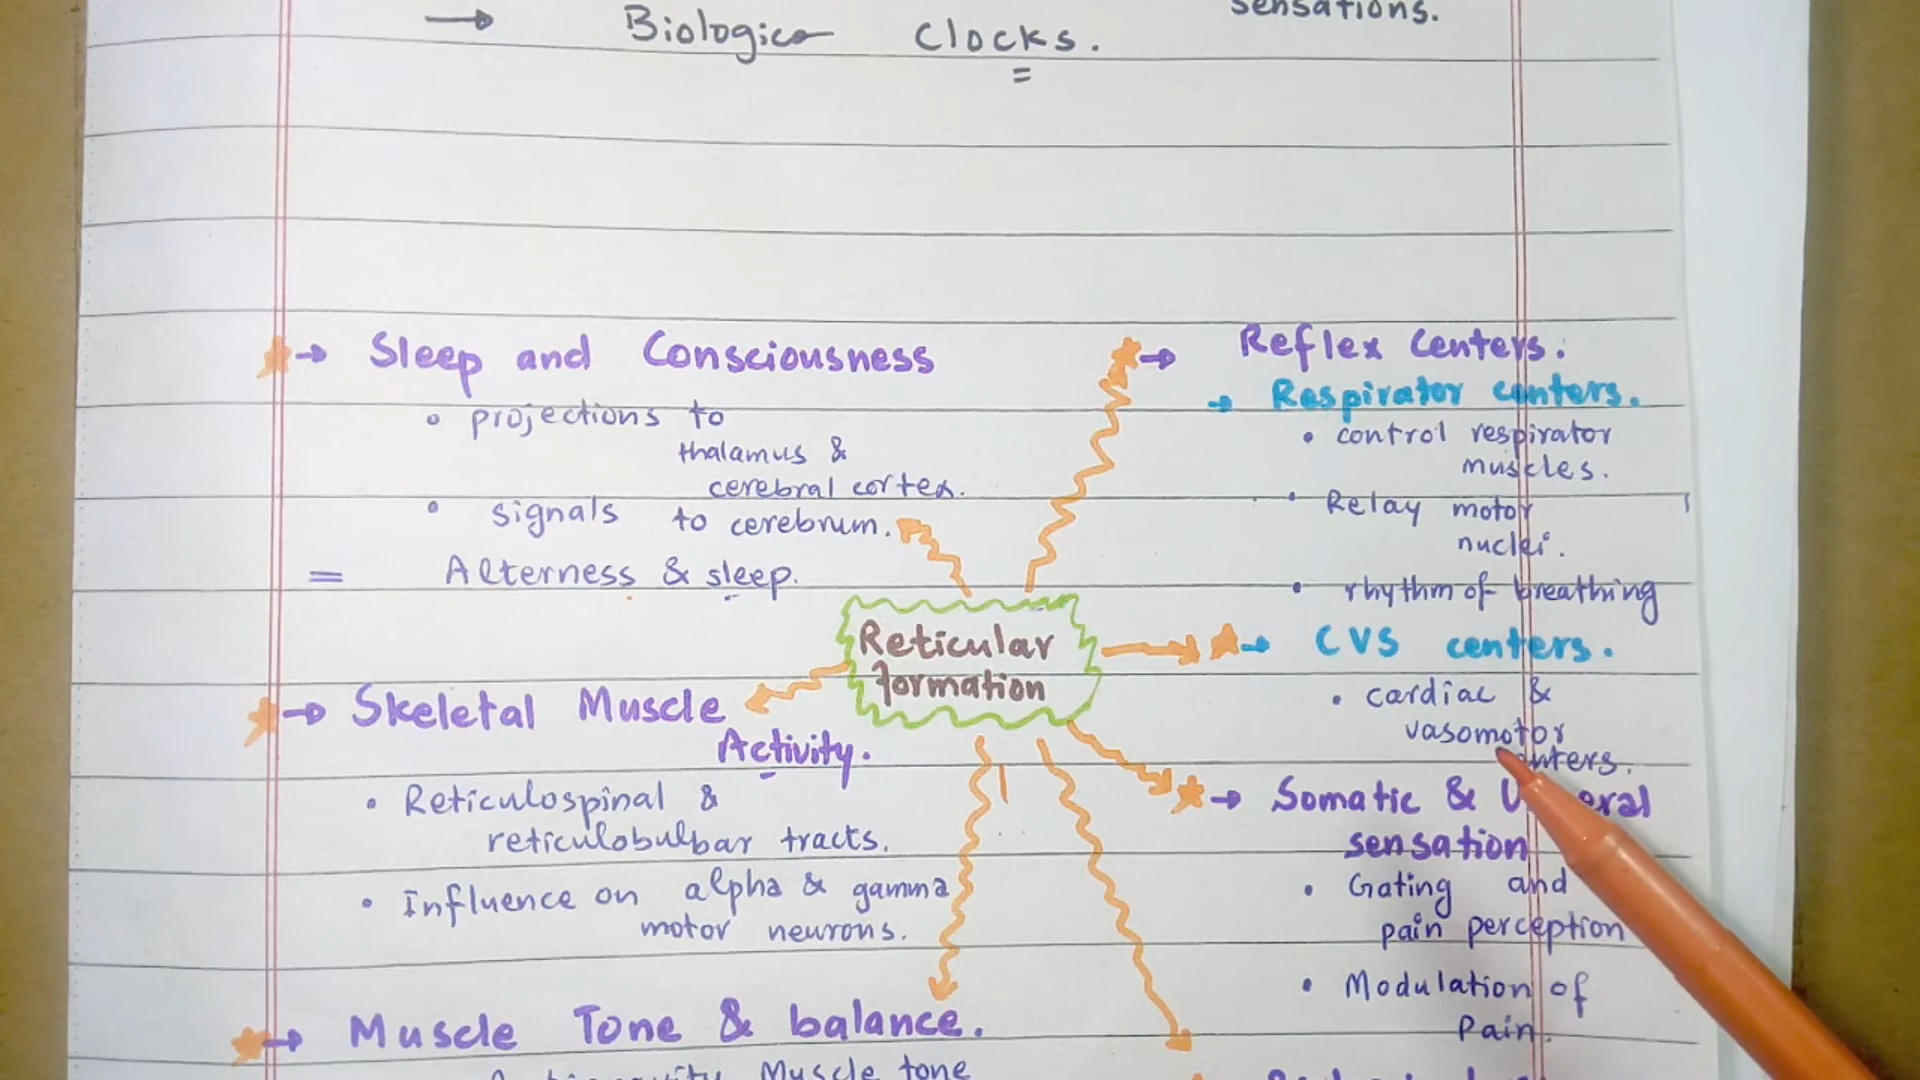 sensations.
→ Biologica Clocks.
=
→ Sleep and Consciousness
• projections to
thalamus &
cerebral cortex.
• signals to cerebrum.
= Alterness & sleep.
→ Reflex Centers.
→ Respirator centers.
• control respirator
muscles.
• Relay motor
nuclei.
• rhythm of breathing
Reticular
formation
→ CVS centers.
• cardiac &
vasomotor
→ Skeletal Muscle
Activity.
• Reticulospinal &
reticulobulbar tracts.
• Influence on alpha & gamma
motor neurons.
→ Somatic &
sensation
• Gating and
pain perception
• Modulation of
Pain.
→ Muscle Tone & balance.
Muscle tone